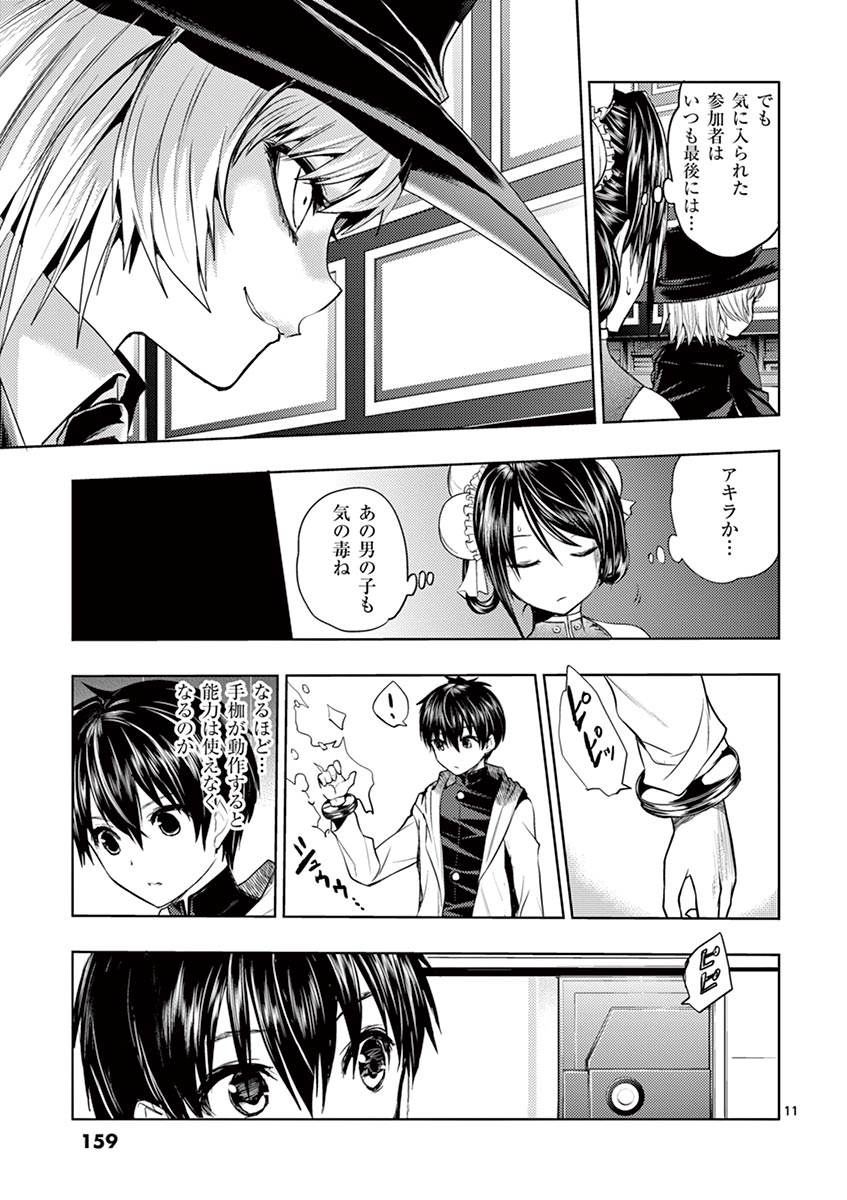 でも
気に入られた
参加者は
いつも最後には…
アキラか…
あの男の子も
気の毒ね
ピピッ
!
シュウゥ…
なるほど…
手枷が動作すると
能力は使えなく
なるのか
ピピ
11
159